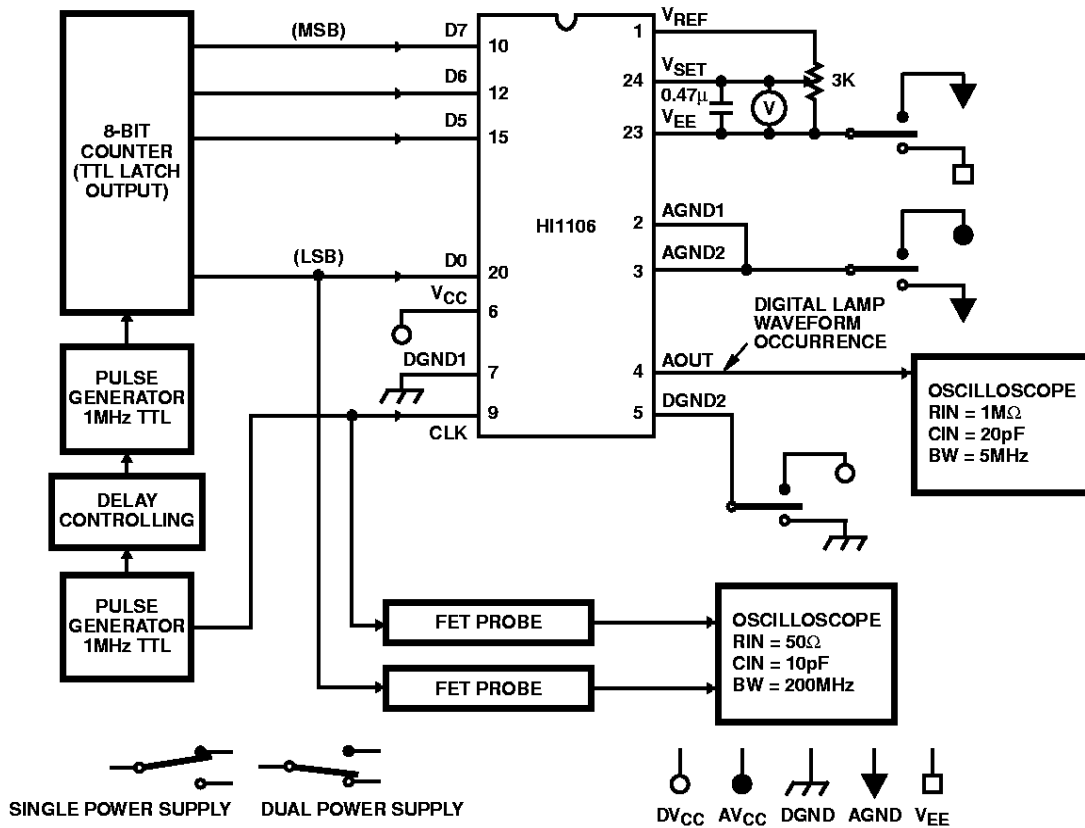 8-BIT
COUNTER
(TTL LATCH
OUTPUT)
PULSE
GENERATOR
1MHz TTL
DELAY
CONTROLLING
PULSE
GENERATOR
1MHz TTL
(MSB)
D7
D6
D5
(LSB)
D0
VCC
DGND1
CLK
10
12
15
20
6
7
9
HI1106
1
24
23
2
3
4
5
VREF
VSET
0.47μ
VEE
V
3K
AGND1
AGND2
DIGITAL LAMP
WAVEFORM
OCCURRENCE
AOUT
DGND2
OSCILLOSCOPE
RIN = 1MΩ
CIN = 20pF
BW = 5MHz
FET PROBE
FET PROBE
OSCILLOSCOPE
RIN = 50Ω
CIN = 10pF
BW = 200MHz
SINGLE POWER SUPPLY
DUAL POWER SUPPLY
DVCC
AVCC
DGND
AGND
VEE